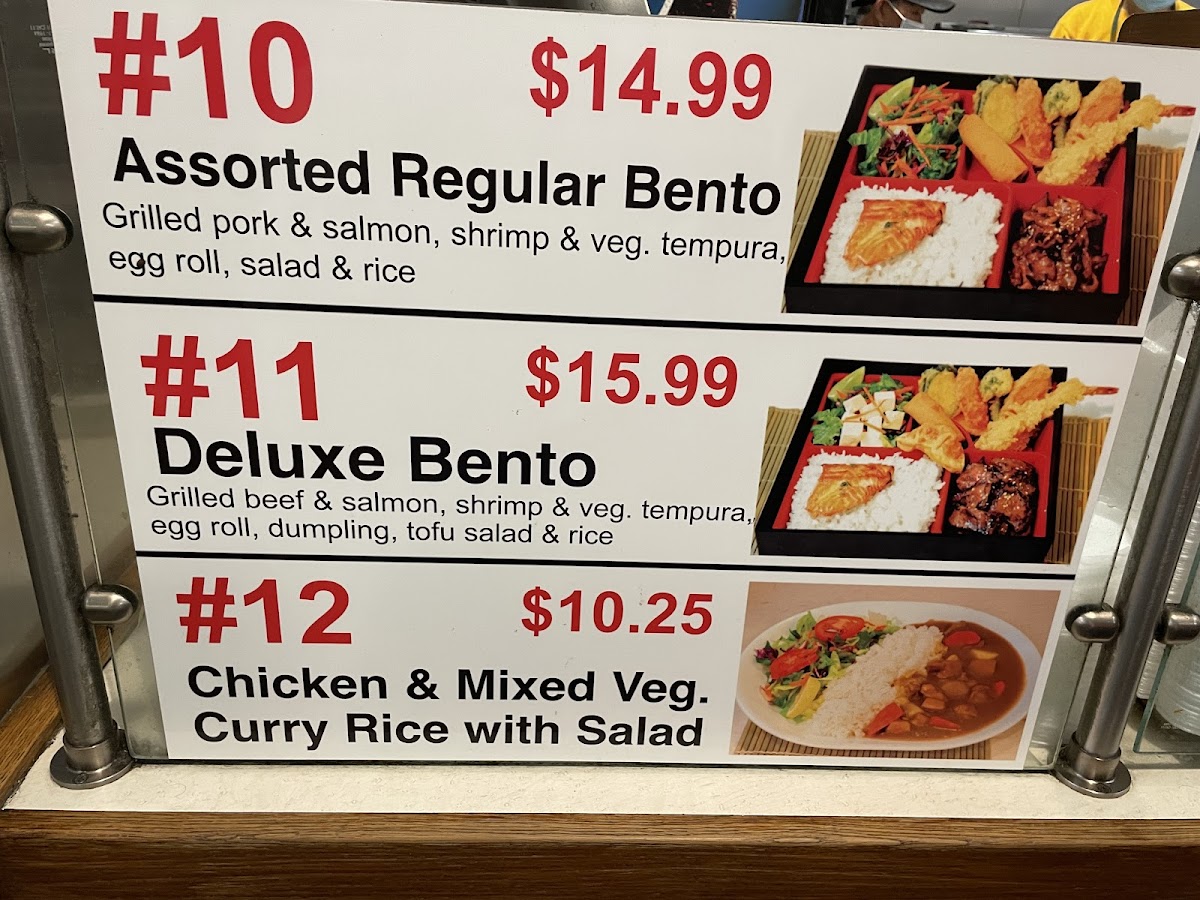 #10 $14.99
Assorted Regular Bento
Grilled pork & salmon, shrimp & veg. tempura,
egg roll, salad & rice
#11 $15.99
Deluxe Bento
Grilled beef & salmon, shrimp & veg. tempura,
egg roll, dumpling, tofu salad & rice
#12 $10.25
Chicken & Mixed Veg.
Curry Rice with Salad